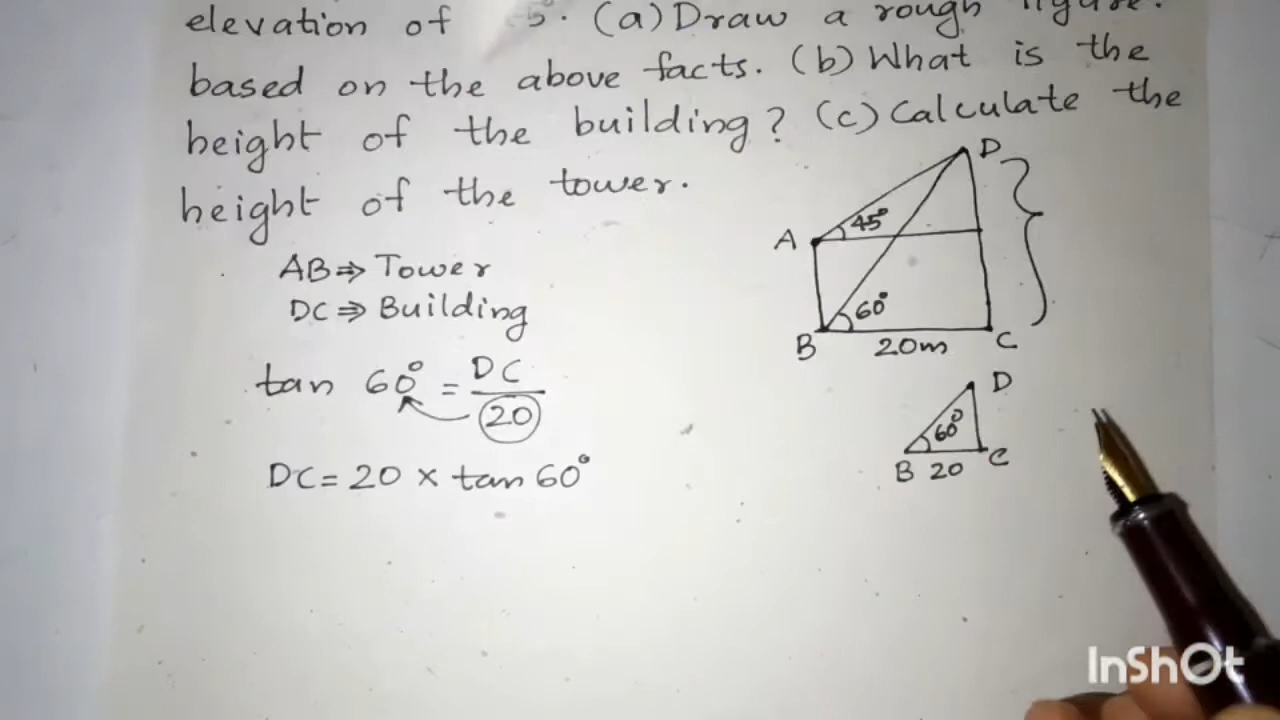 elevation of 5°. (a) Draw a rough figure.
based on the above facts. (b) What is the
height of the building? (c) Calculate the
height of the tower.
AB ⇒ Tower
DC ⇒ Building
tan 60° = DC
20
DC = 20 × tan 60°
D
A 45°
60°
B 20m C
D
60°
B 20 C
InShOt